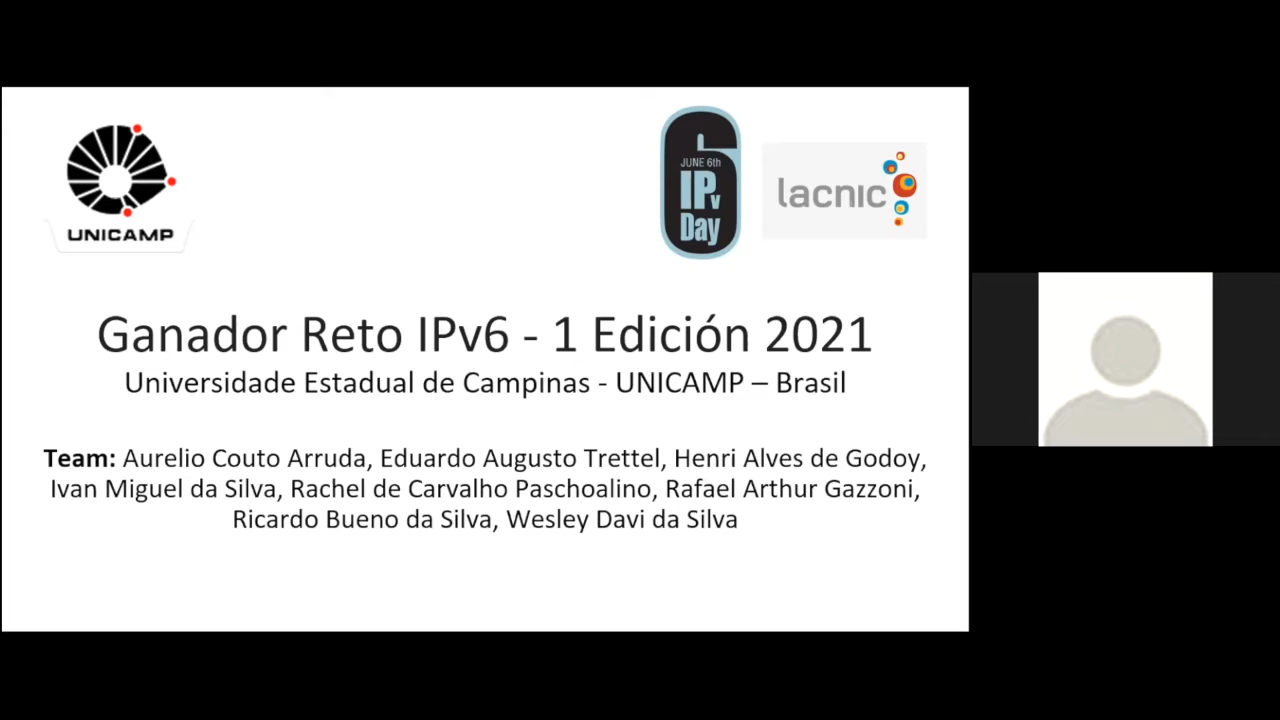 UNICAMP
JUNE 6th
IPv
Day
lacnic
Ganador Reto IPv6 - 1 Edición 2021
Universidade Estadual de Campinas - UNICAMP – Brasil
Team: Aurelio Couto Arruda, Eduardo Augusto Trettel, Henri Alves de Godoy,
Ivan Miguel da Silva, Rachel de Carvalho Paschoalino, Rafael Arthur Gazzoni,
Ricardo Bueno da Silva, Wesley Davi da Silva